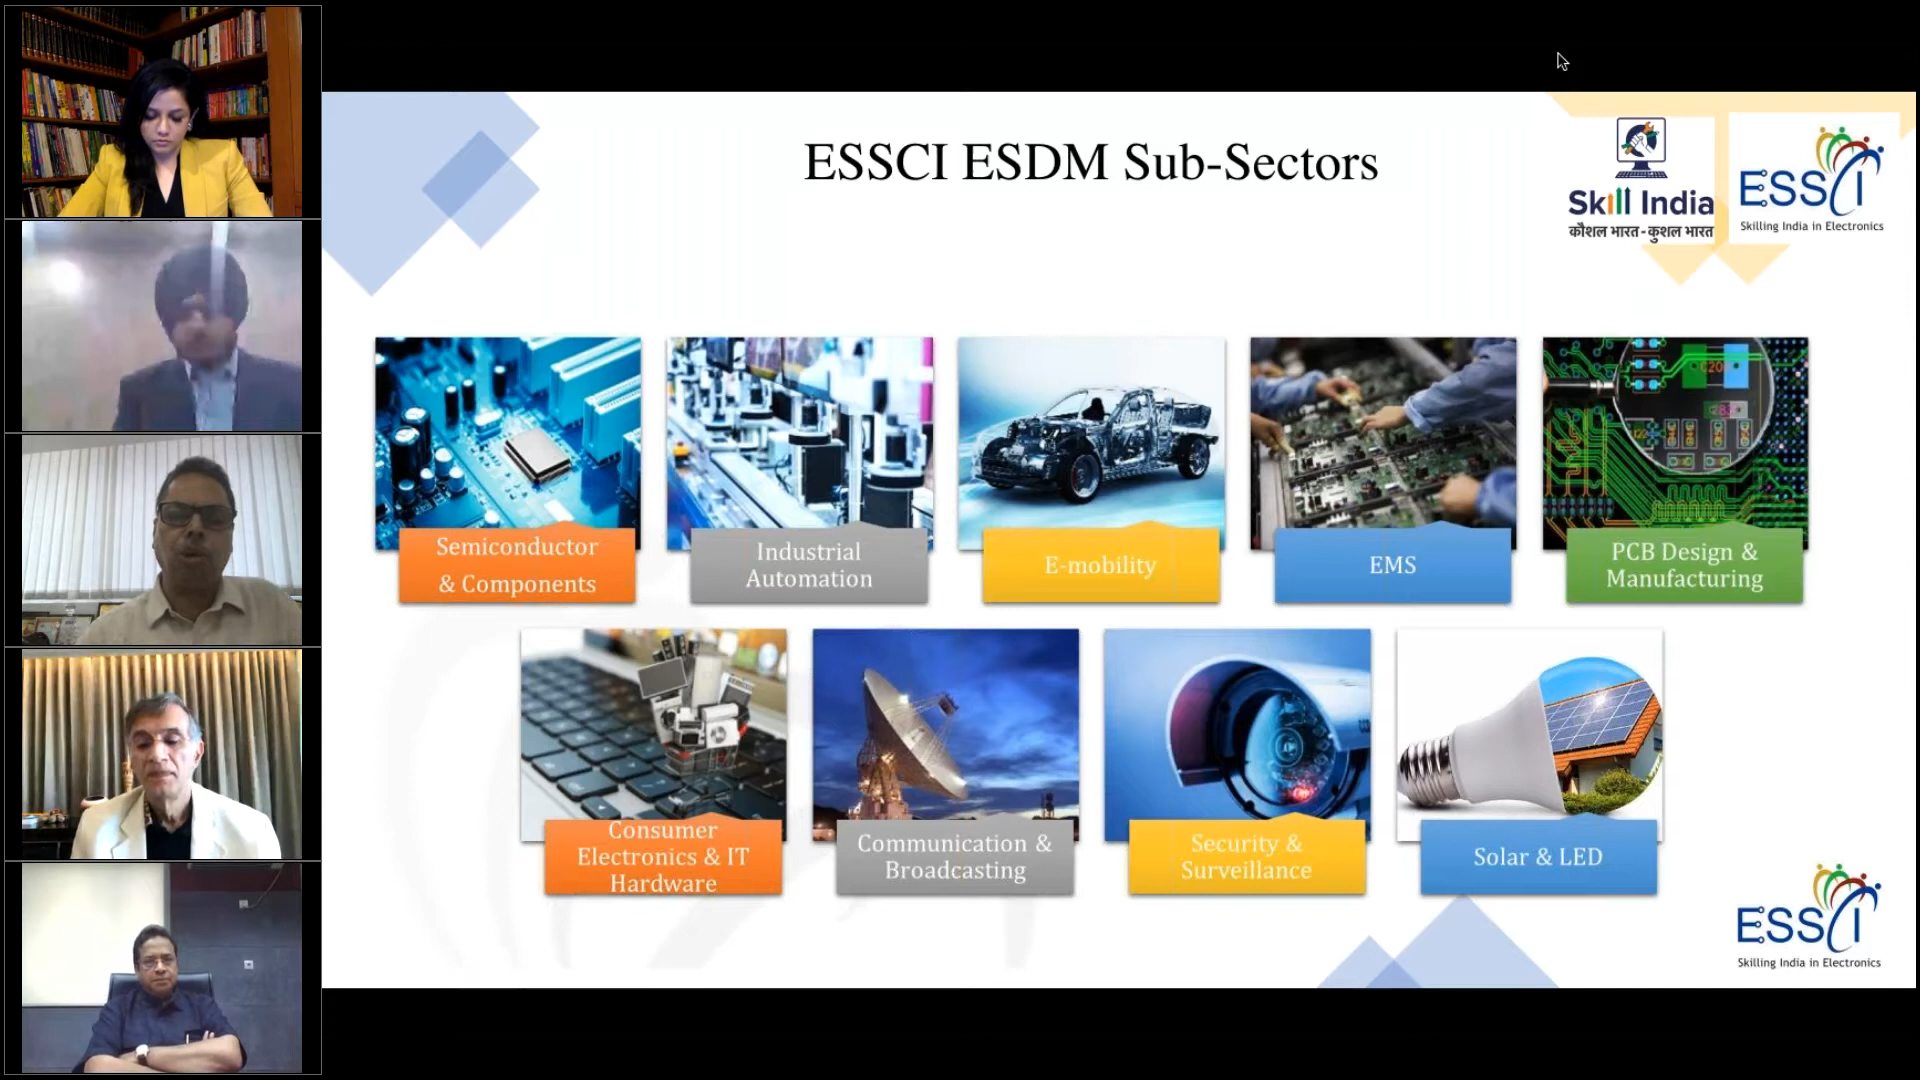 ESSCI ESDM Sub-Sectors
Skill India
कौशल भारत-कुशल भारत
ESSCI
Skilling India in Electronics
Semiconductor
& Components
Industrial
Automation
E-mobility
EMS
C20
PCB Design &
Manufacturing
Consumer
Electronics & IT
Hardware
Communication &
Broadcasting
Security &
Surveillance
Solar & LED
ESSCI
Skilling India in Electronics